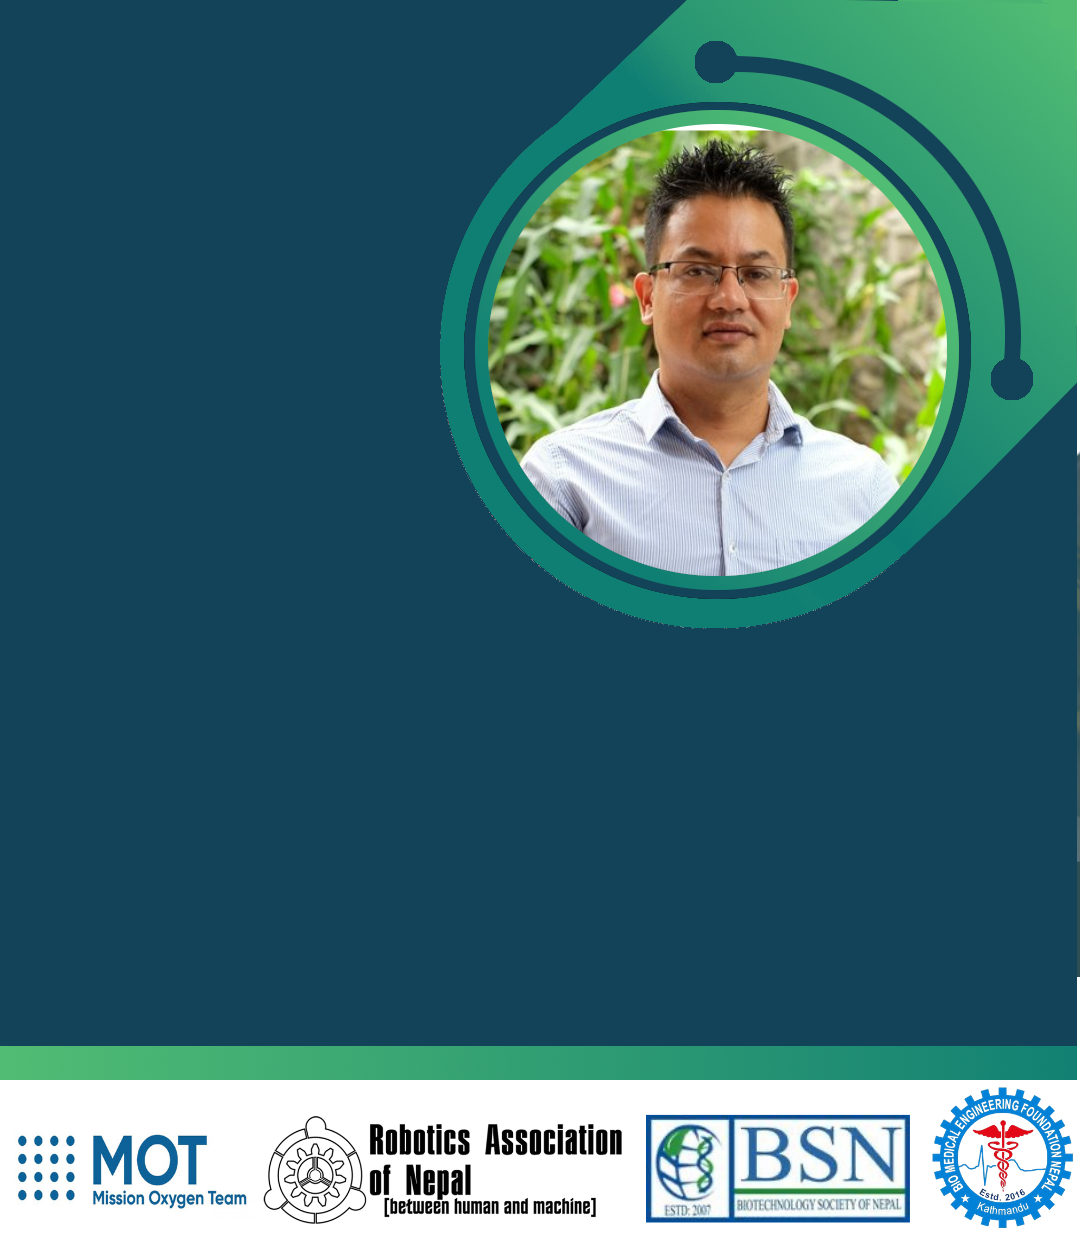 MOT
Mission Oxygen Team
Robotics Association
of Nepal
[between human and machine]
BSN
ESTD: 2007
BIOTECHNOLOGY SOCIETY OF NEPAL
BIO MEDICAL ENGINEERING FOUNDATION NEPAL
Estd. 2016
Kathmandu